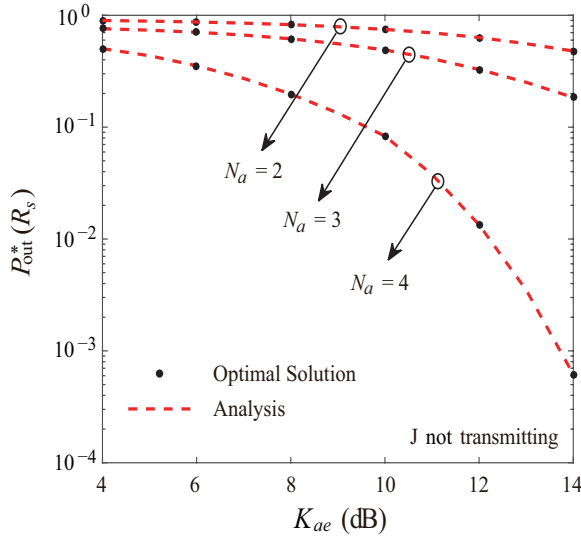 10^0
10^−1
10^−2
10^−3
10^−4
4
6
8
10
12
14
P*out(Rs)
Kae (dB)
Na = 2
Na = 3
Na = 4
Optimal Solution
Analysis
J not transmitting